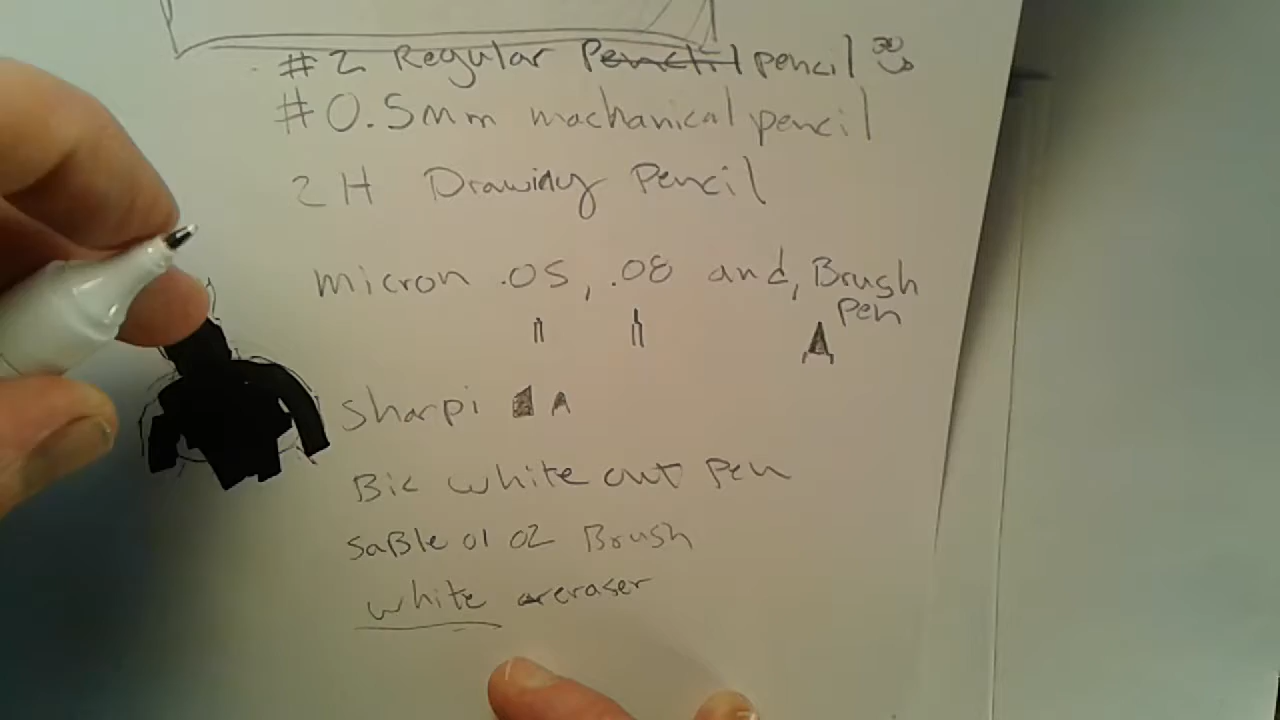 #2 Regular Penctil pencil
#0.5mm machanical pencil
2H Drawing Pencil
micron .05, .08 and, Brush
Pen
sharpi
Bic white out Pen
saBle 01 02 Brush
white areraser